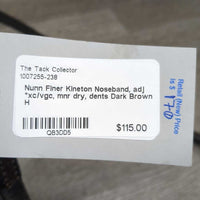 The Tack Collector
1007255-238
Nunn Finer Kineton Noseband, adj
*xc/vgc, mnr dry, dents Dark Brown
H
$115.00
QB3DD5
Retail (New) Price
is $ 170